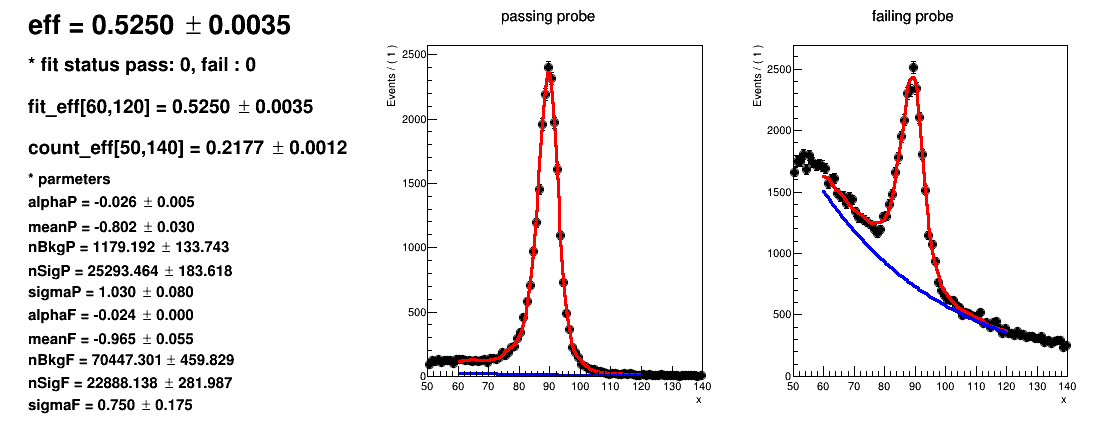 eff = 0.5250 ± 0.0035
* fit status pass: 0, fail : 0
fit_eff[60,120] = 0.5250 ± 0.0035
count_eff[50,140] = 0.2177 ± 0.0012
* parmeters
alphaP = -0.026 ± 0.005
meanP = -0.802 ± 0.030
nBkgP = 1179.192 ± 133.743
nSigP = 25293.464 ± 183.618
sigmaP = 1.030 ± 0.080
alphaF = -0.024 ± 0.000
meanF = -0.965 ± 0.055
nBkgF = 70447.301 ± 459.829
nSigF = 22888.138 ± 281.987
sigmaF = 0.750 ± 0.175
passing probe
Events / ( 1 )
2500
2000
1500
1000
500
0
50 60 70 80 90 100 110 120 130 140
x
failing probe
Events / ( 1 )
2500
2000
1500
1000
500
0
50 60 70 80 90 100 110 120 130 140
x